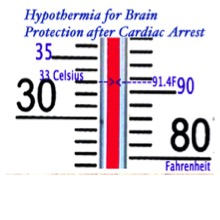 Hypothermia for Brain
Protection after Cardiac Arrest
35
33 Celsius
91.4F
90
30
80
Fahrenheit